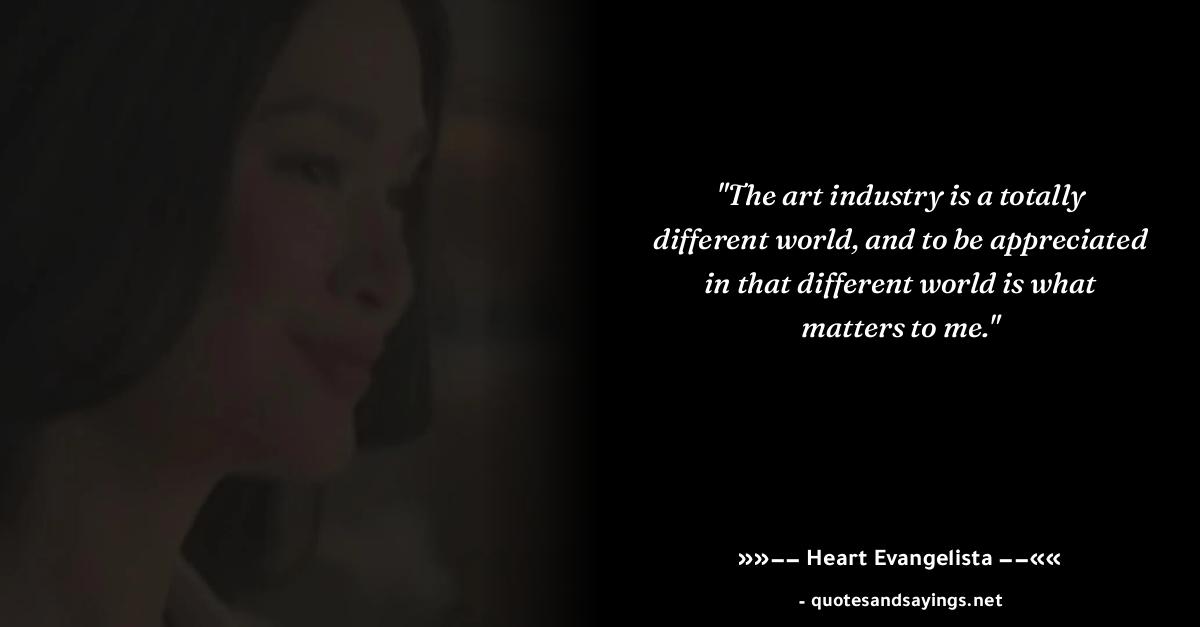 "The art industry is a totally
different world, and to be appreciated
in that different world is what
matters to me."
»»–– Heart Evangelista ––««
- quotesandsayings.net